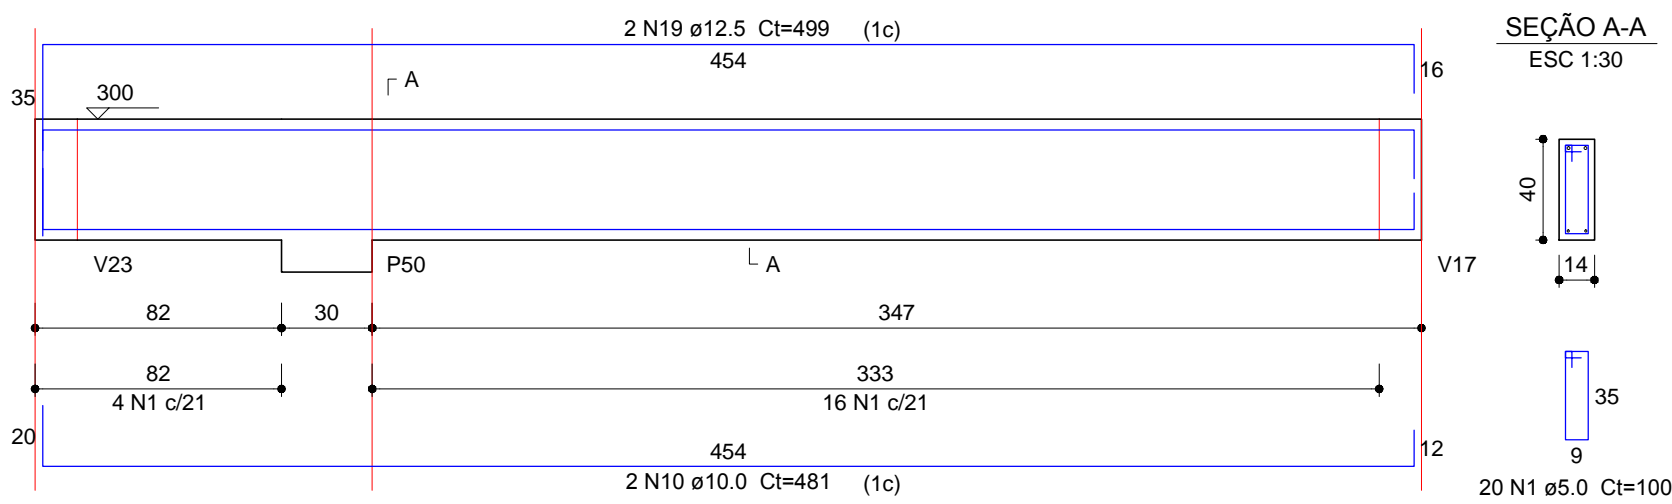 2 N19 ø12.5 Ct=499 (1c)
SEÇÃO A-A
ESC 1:30
454
16
A
35
300
40
14
V23
P50
A
V17
82
30
347
82
333
4 N1 c/21
16 N1 c/21
35
20
454
12
9
2 N10 ø10.0 Ct=481 (1c)
20 N1 ø5.0 Ct=100